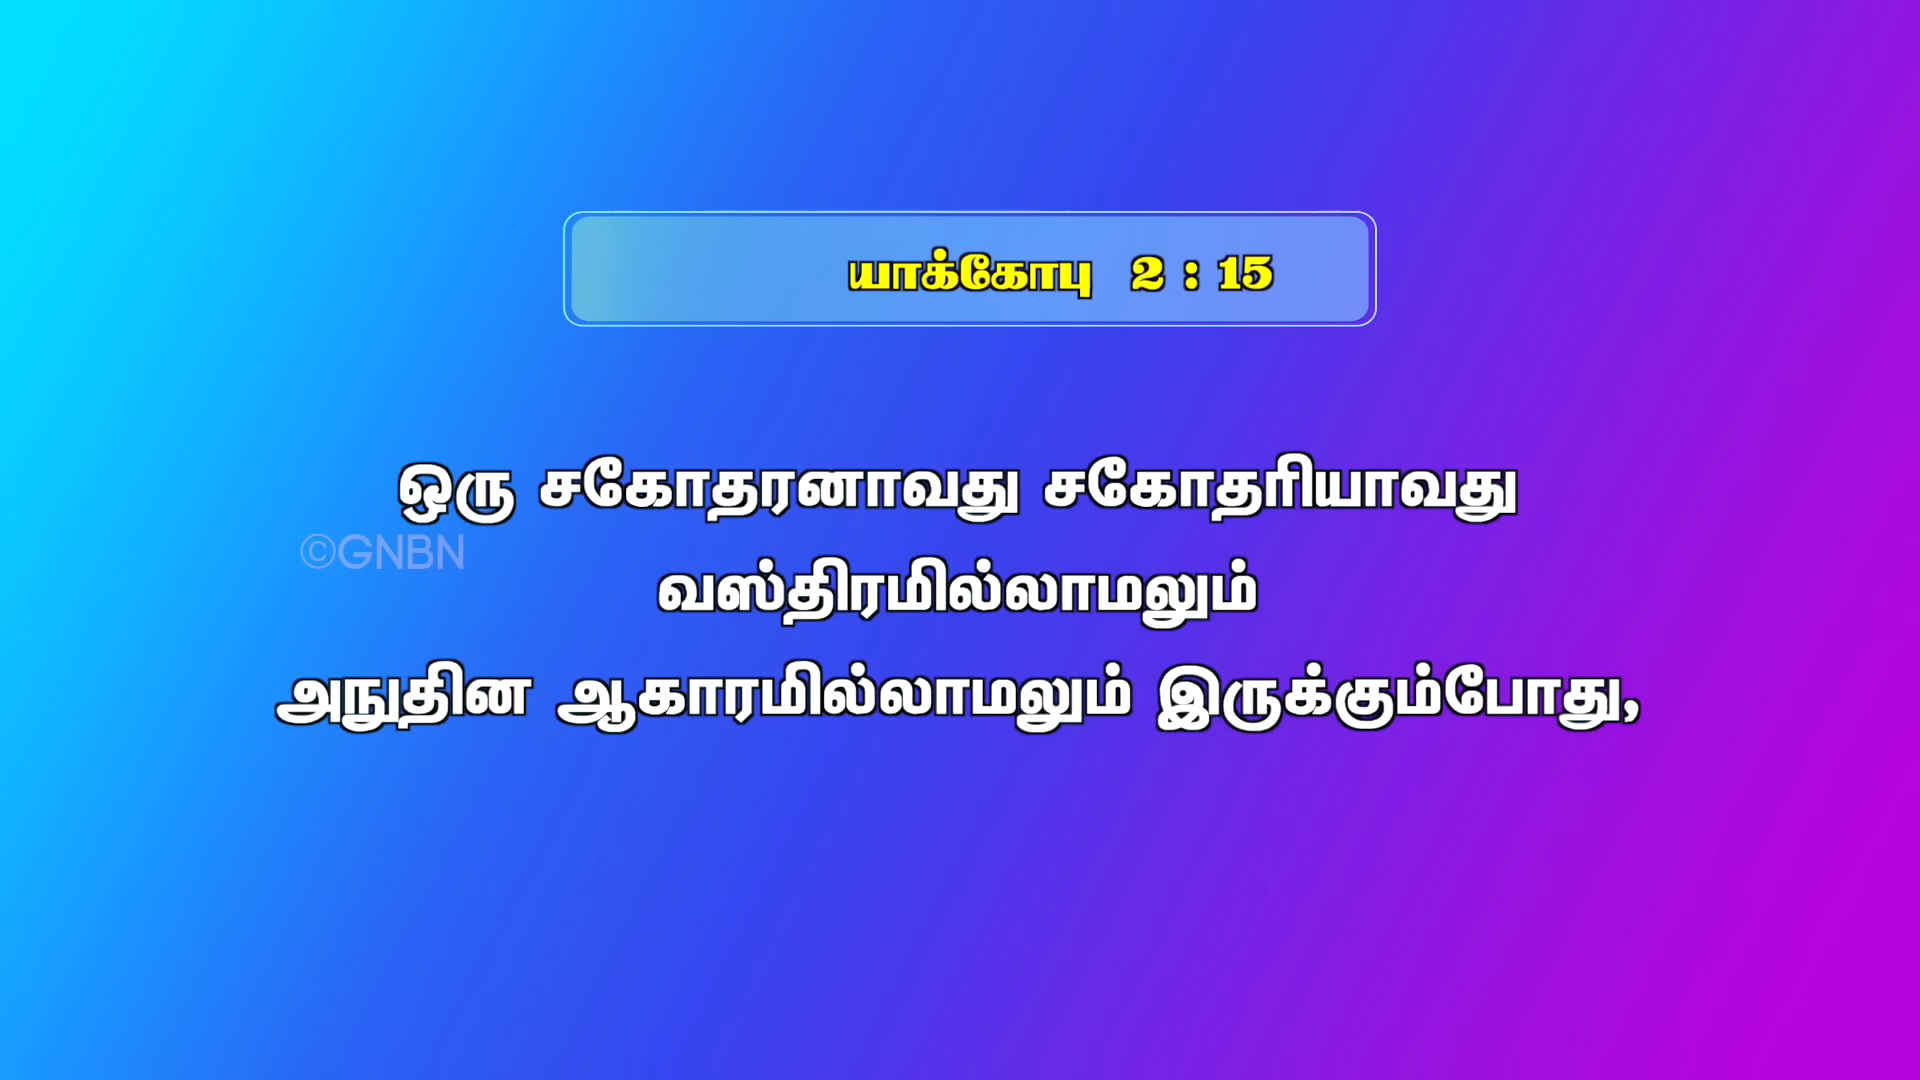 யாக்கோபு 2 : 15
ஒரு சகோதரனாவது சகோதரியாவது
©GNBN
வஸ்திரமில்லாமலும்
அநுதின ஆகாரமில்லாமலும் இருக்கும்போது,